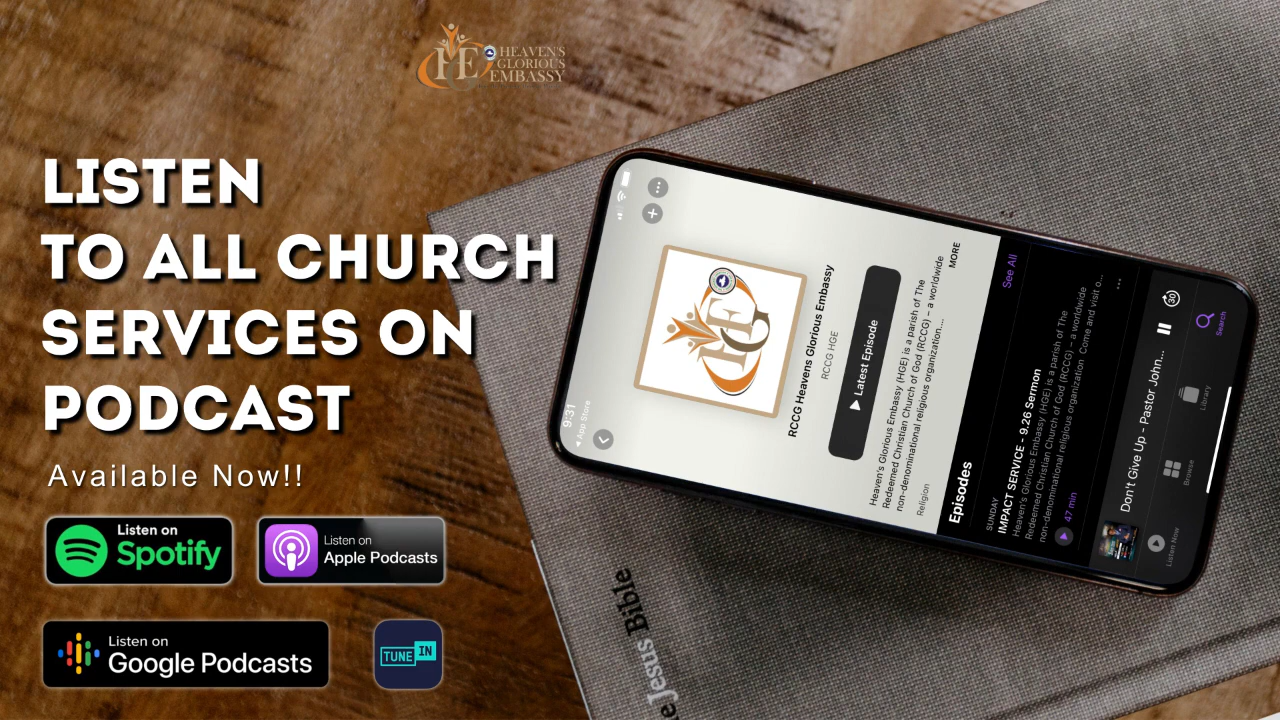 HEAVEN'S
GLORIOUS
EMBASSY
LISTEN
TO ALL CHURCH
SERVICES ON
PODCAST
Available Now!!
Listen on
Spotify
Listen on
Apple Podcasts
Listen on
Google Podcasts
TUNE IN
9:31
App Store
RCCG Heavens Glorious Embassy
RCCG HGE
Latest Episode
Heaven's Glorious Embassy (HGE) is a parish of The
Redeemed Christian Church of God (RCCG) – a worldwide
non-denominational religious organization....
MORE
Religion
Episodes
See All
SUNDAY
IMPACT SERVICE - 9.26 Sermon
Heaven's Glorious Embassy (HGE) is a parish of The
Redeemed Christian Church of God (RCCG) – a worldwide
non-denominational religious organization. Come and visit o...
47 min
Don't Give Up - Pastor John...
30
Listen Now
Browse
Library
Search
Jesus Bible